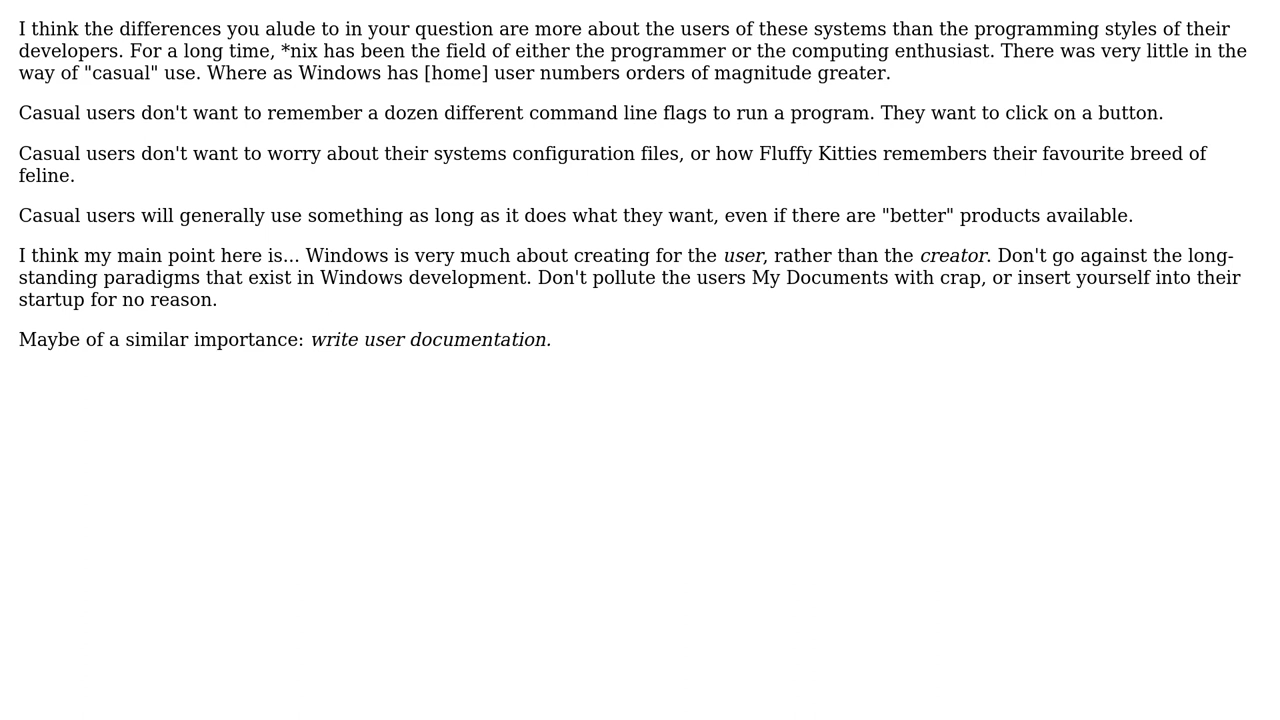 I think the differences you alude to in your question are more about the users of these systems than the programming styles of their
developers. For a long time, *nix has been the field of either the programmer or the computing enthusiast. There was very little in the
way of "casual" use. Where as Windows has [home] user numbers orders of magnitude greater.
Casual users don't want to remember a dozen different command line flags to run a program. They want to click on a button.
Casual users don't want to worry about their systems configuration files, or how Fluffy Kitties remembers their favourite breed of
feline.
Casual users will generally use something as long as it does what they want, even if there are "better" products available.
I think my main point here is... Windows is very much about creating for the user, rather than the creator. Don't go against the long-
standing paradigms that exist in Windows development. Don't pollute the users My Documents with crap, or insert yourself into their
startup for no reason.
Maybe of a similar importance: write user documentation.